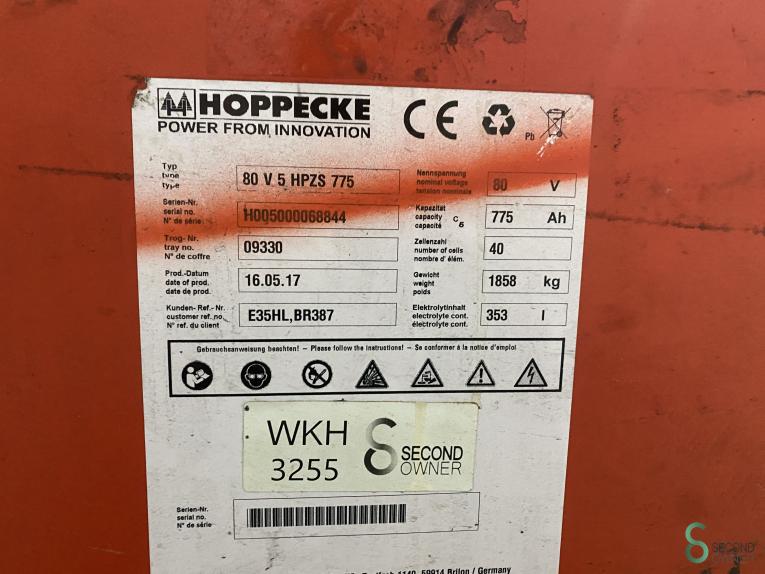 HOPPECKE
POWER FROM INNOVATION
CE
Pb
Typ
type
type
80 V 5 HPZS 775
Nennspannung
nominal voltage
tension nominale
80 V
Serien-Nr.
serial no.
N° de série
H005000068844
Kapazität
capacity C5
capacité
775 Ah
Trog-Nr.
tray no.
N° de coffre
09330
Zellenzahl
number of cells
nombre d' élém.
40
Prod.-Datum
date of prod.
date de prod.
16.05.17
Gewicht
weight
poids
1858 kg
Kunden- Ref.- Nr.
customer ref. no.
N° ref. du client
E35HL,BR387
Elektrolytinhalt
electrolyte cont.
électrolyte cont.
353 l
Gebrauchsanweisung beachten! – Please follow the instructions! – Se conformer à la notice d'emploi
WKH
3255
SECOND
OWNER
Serien-Nr.
serial no.
N° de série
1140, 59914 Brilon / Germany
SECOND
OWNER